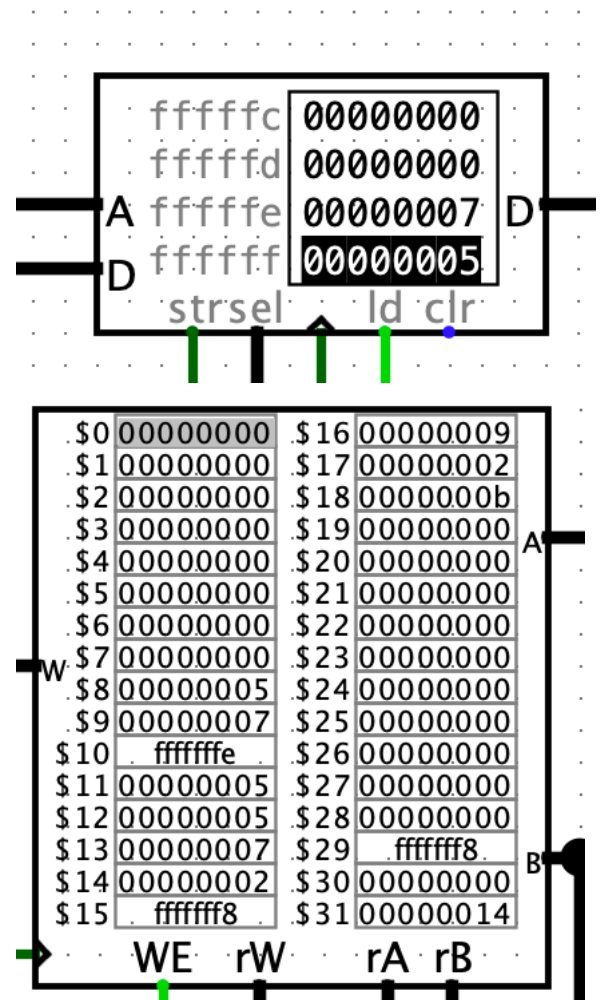 fffffc 00000000
fffffd 00000000
A fffffe 00000007 D
D ffffff 00000005
str sel ld clr
$0 00000000 $16 00000009
$1 00000000 $17 00000002
$2 00000000 $18 0000000b
$3 00000000 $19 00000000
$4 00000000 $20 00000000 A
$5 00000000 $21 00000000
$6 00000000 $22 00000000
W $7 00000000 $23 00000000
$8 00000005 $24 00000000
$9 00000007 $25 00000000
$10 fffffffe $26 00000000
$11 00000005 $27 00000000
$12 00000005 $28 00000000
$13 00000007 $29 fffffff8 B
$14 00000002 $30 00000000
$15 fffffff8 $31 00000014
WE rW rA rB